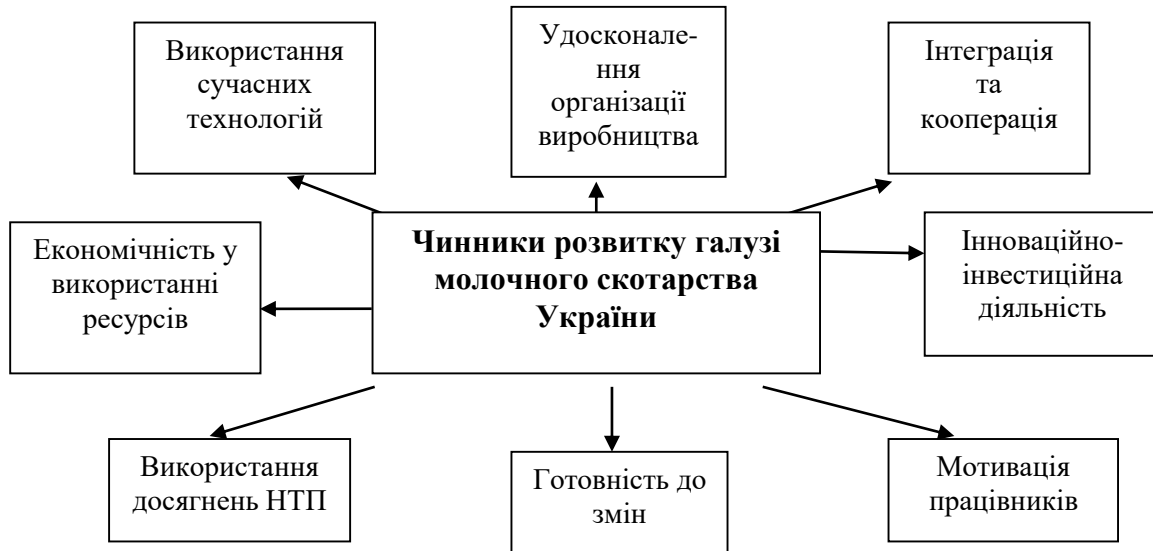 Використання
сучасних
технологій
Удосконале-
ння
організації
виробництва
Інтеграція
та
кооперація
Економічність у
використанні
ресурсів
Чинники розвитку галузі
молочного скотарства
України
Інноваційно-
інвестиційна
діяльність
Використання
досягнень НТП
Готовність до
змін
Мотивація
працівників